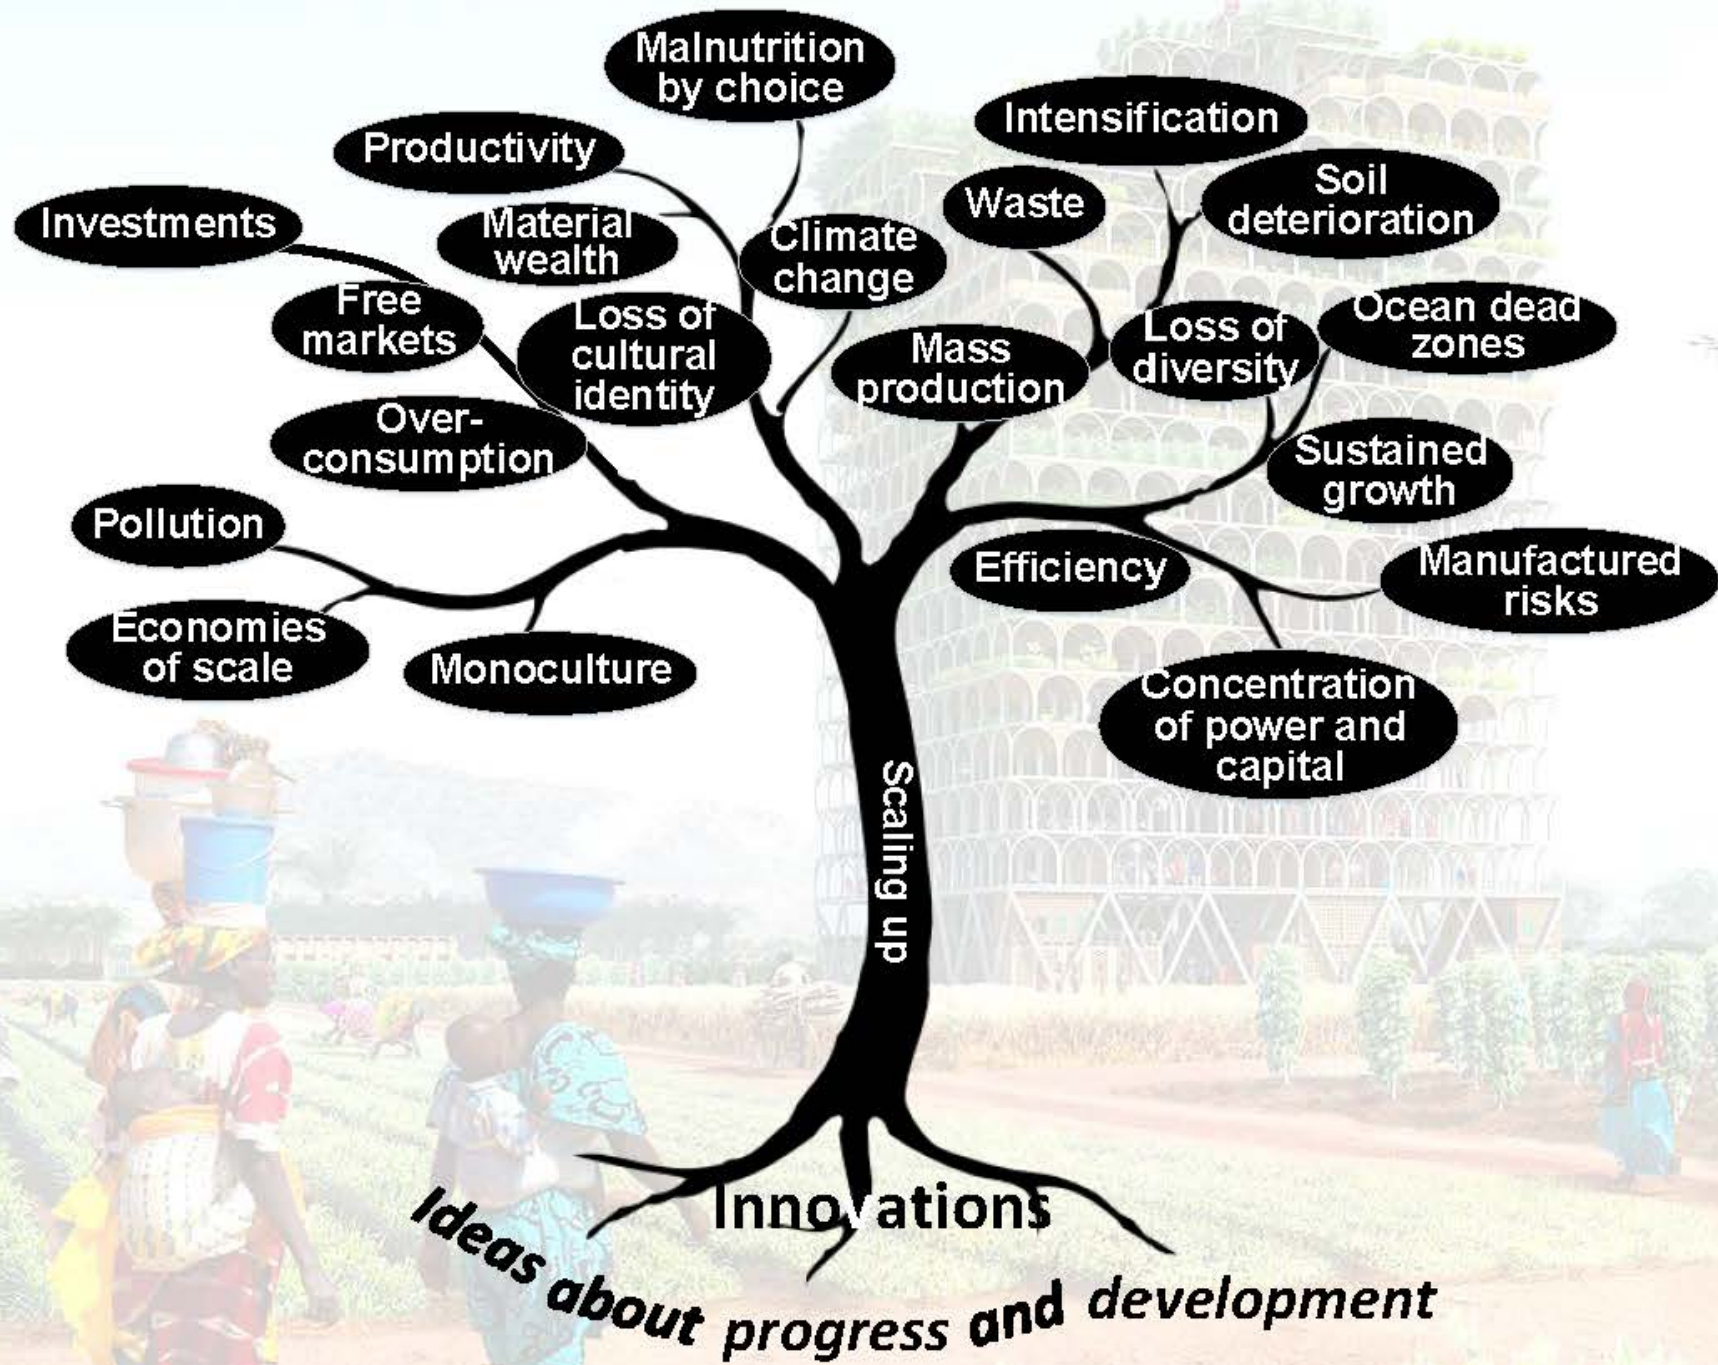 Malnutrition
by choice
Intensification
Productivity
Soil
deterioration
Waste
Investments
Material
wealth
Climate
change
Free
markets
Loss of
cultural
identity
Mass
production
Loss of
diversity
Ocean dead
zones
Over-
consumption
Sustained
growth
Pollution
Efficiency
Manufactured
risks
Economies
of scale
Monoculture
Concentration
of power and
capital
Scaling up
Innovations
Ideas about progress and development